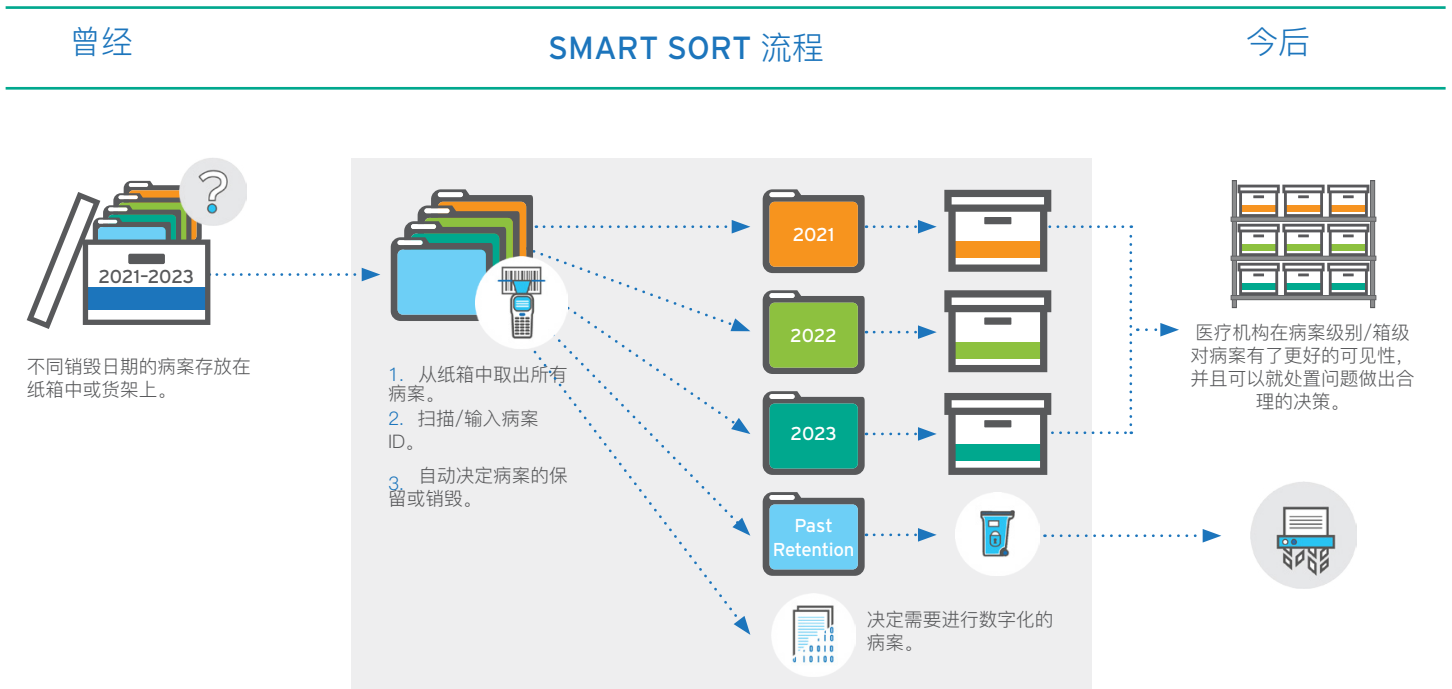 曾经
SMART SORT 流程
今后
?
2021-2023
不同销毁日期的病案存放在
纸箱中或货架上。
1. 从纸箱中取出所有
病案。
2. 扫描/输入病案
ID。
3. 自动决定病案的保
留或销毁。
2021
2022
2023
Past
Retention
决定需要进行数字化的
病案。
医疗机构在病案级别/箱级
对病案有了更好的可见性,
并且可以就处置问题做出合
理的决策。